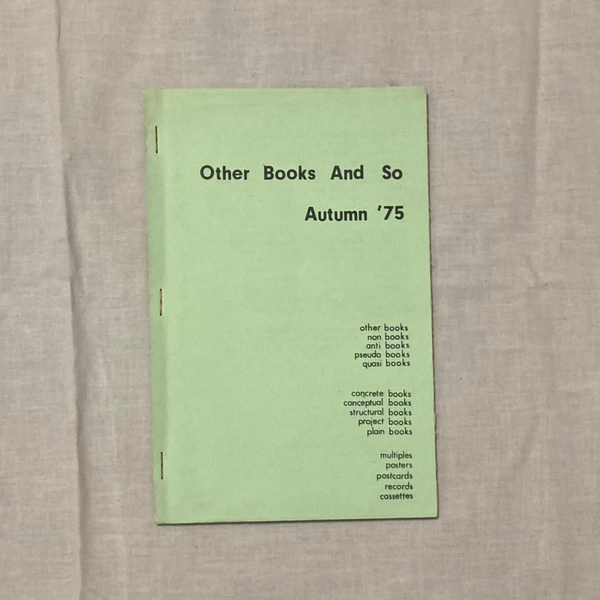 Other Books And So
Autumn '75
other books
non books
anti books
pseudo books
quasi books
concrete books
conceptual books
structural books
project books
plain books
multiples
posters
postcards
records
cassettes